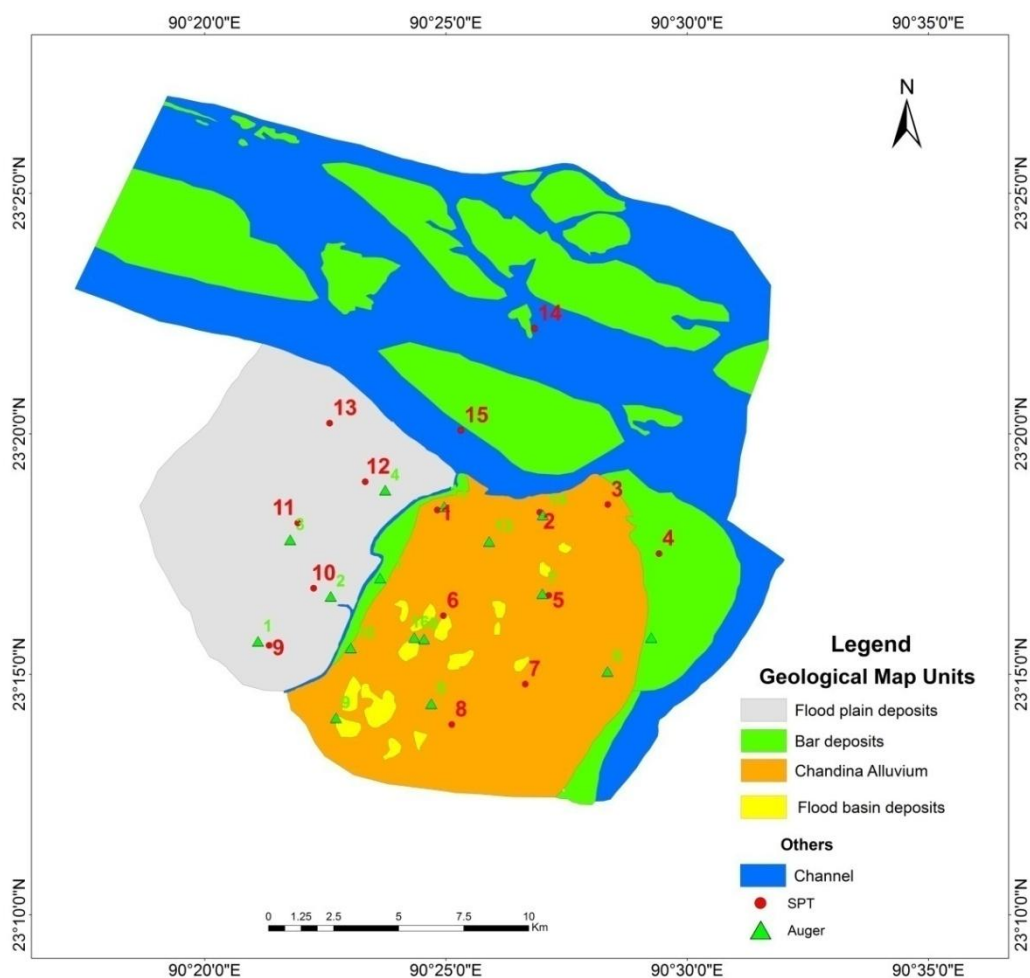 90°20'0"E 90°25'0"E 90°30'0"E 90°35'0"E
N
23°25'0"N 23°25'0"N
14
23°20'0"N 23°20'0"N
13
15
12
4
11
3
1
2
3
4
10
2
6
5
1
9
7
9
8
23°15'0"N 23°15'0"N
Legend
Geological Map Units
Flood plain deposits
Bar deposits
Chandina Alluvium
Flood basin deposits
Others
Channel
SPT
Auger
0 1.25 2.5 5 7.5 10
Km
23°10'0"N 23°10'0"N
90°20'0"E 90°25'0"E 90°30'0"E 90°35'0"E